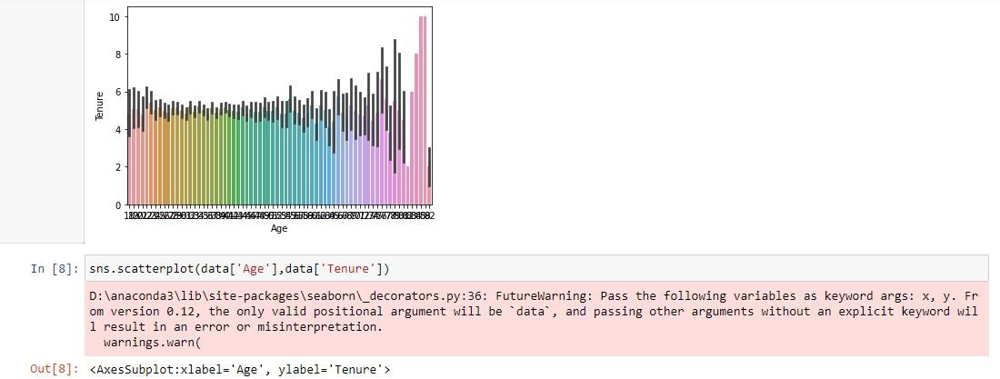 10
8
6
4
2
0
Tenure
Age
In [8]: sns.scatterplot(data['Age'],data['Tenure'])
D:\anaconda3\lib\site-packages\seaborn\_decorators.py:36: FutureWarning: Pass the following variables as keyword args: x, y. Fr
om version 0.12, the only valid positional argument will be `data`, and passing other arguments without an explicit keyword wil
l result in an error or misinterpretation.
warnings.warn(
Out[8]: <AxesSubplot:xlabel='Age', ylabel='Tenure'>